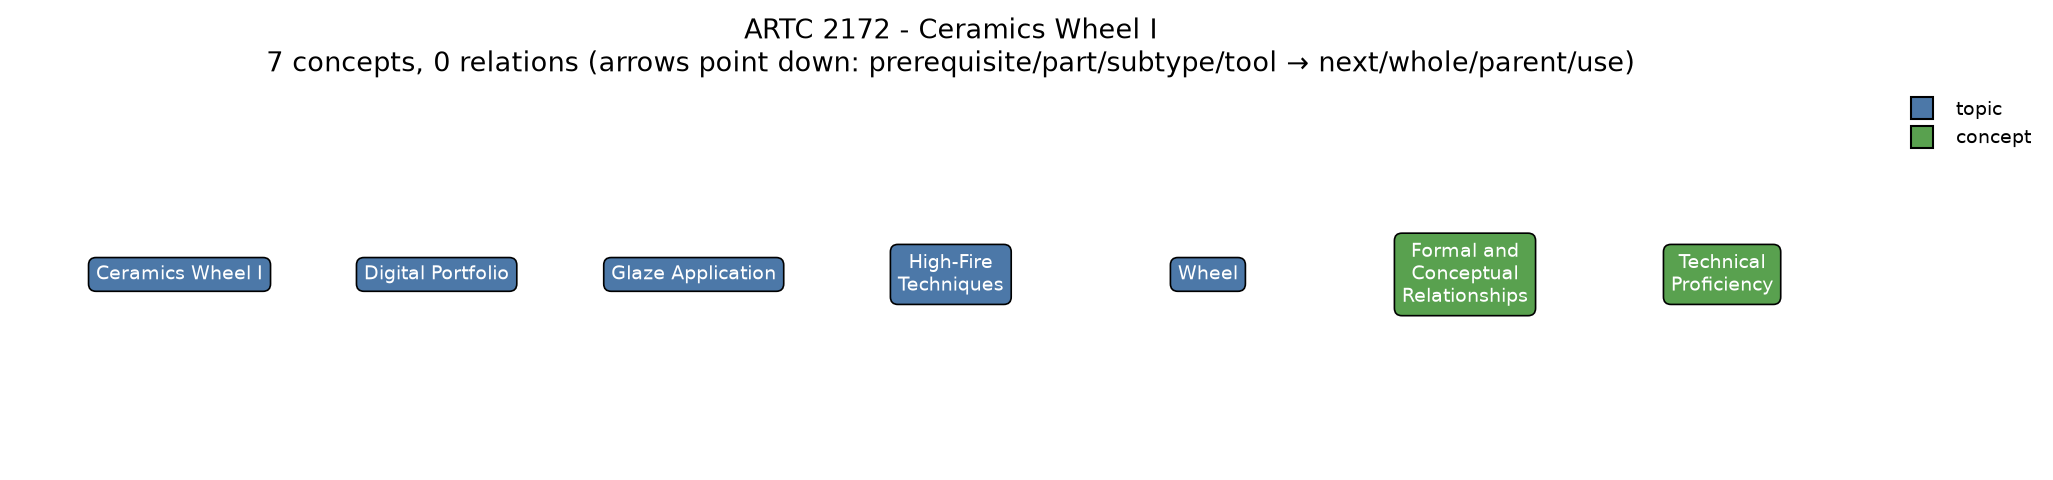 ARTC 2172 - Ceramics Wheel I
7 concepts, 0 relations (arrows point down: prerequisite/part/subtype/tool → next/whole/parent/use)
topic
concept
Ceramics Wheel I
Digital Portfolio
Glaze Application
High-Fire
Techniques
Wheel
Formal and
Conceptual
Relationships
Technical
Proficiency